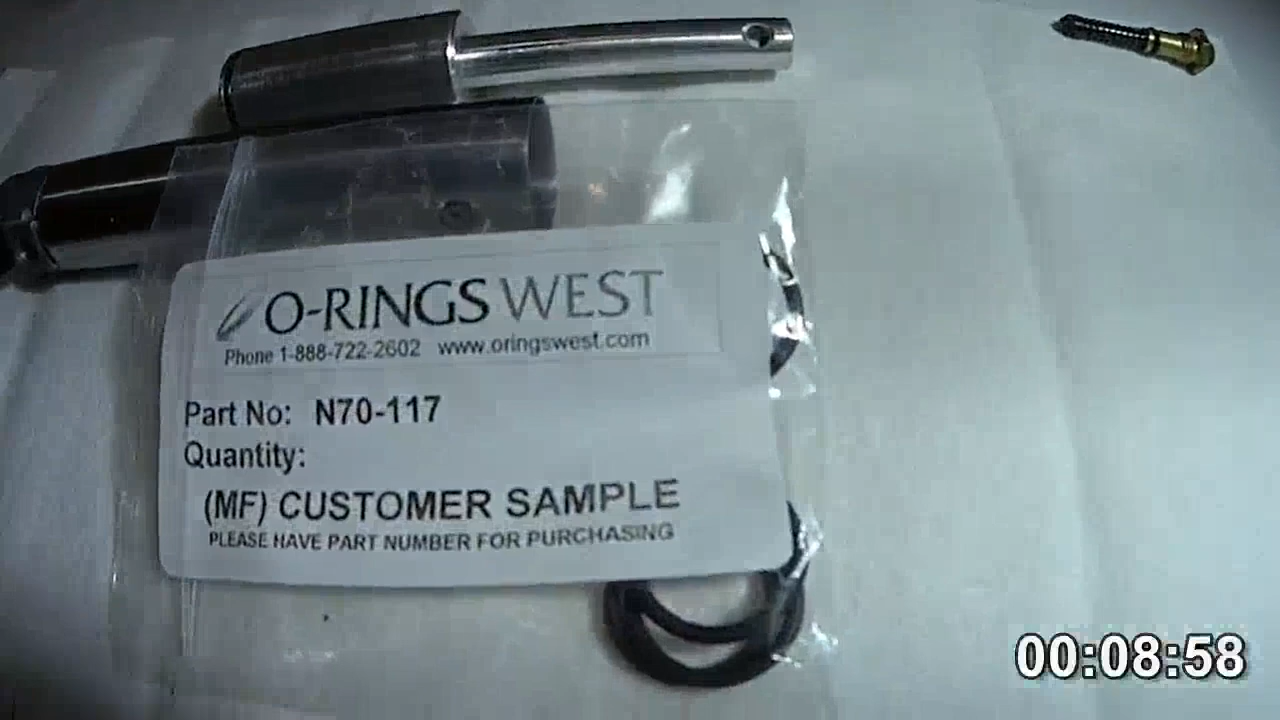 O-RINGS WEST
Phone 1-888-722-2602 www.oringswest.com
Part No: N70-117
Quantity:
(MF) CUSTOMER SAMPLE
PLEASE HAVE PART NUMBER FOR PURCHASING
00:08:58